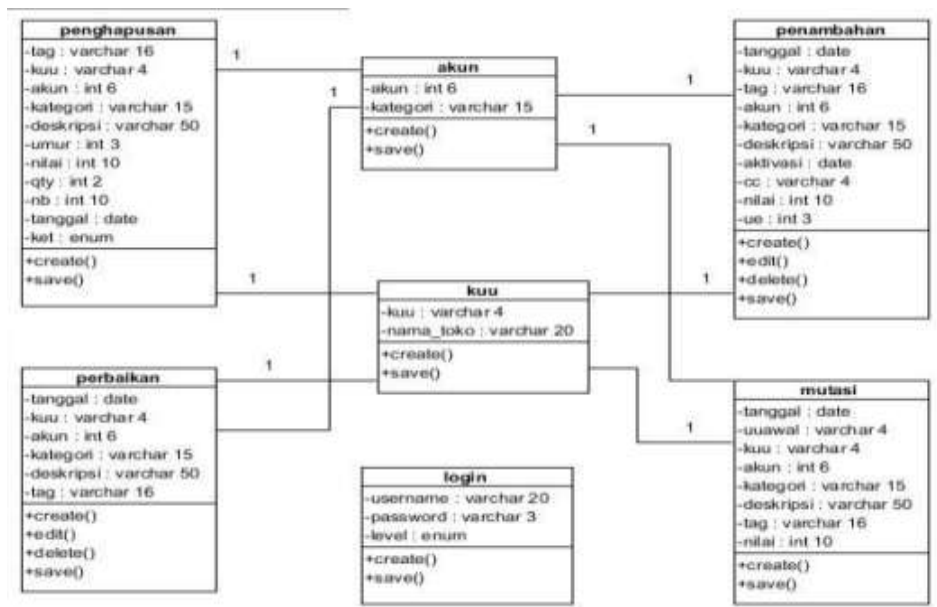 penghapusan
-tag : varchar 16
-kuu : varchar 4
-akun : int 6
-kategori : varchar 15
-deskripsi : varchar 50
-umur : int 3
-nilai : int 10
-qty : int 2
-nb : int 10
-tanggal : date
-ket : enum
+create()
+save()
1
akun
-akun : int 6
-kategori : varchar 15
+create()
+save()
1
1
1
penambahan
-tanggal : date
-kuu : varchar 4
-tag : varchar 16
-akun : int 6
-kategori : varchar 15
-deskripsi : varchar 50
-aktivasi : date
-cc : varchar 4
-nilai : int 10
-ue : int 3
+create()
+edit()
+delete()
+save()
1
kuu
-kuu : varchar 4
-nama_toko : varchar 20
+create()
+save()
1
1
1
perbaikan
-tanggal : date
-kuu : varchar 4
-akun : int 6
-kategori : varchar 15
-deskripsi : varchar 50
-tag : varchar 16
+create()
+edit()
+delete()
+save()
login
-username : varchar 20
-password : varchar 3
-level : enum
+create()
+save()
mutasi
-tanggal : date
-uuawal : varchar 4
-kuu : varchar 4
-akun : int 6
-kategori : varchar 15
-deskripsi : varchar 50
-tag : varchar 16
-nilai : int 10
+create()
+save()